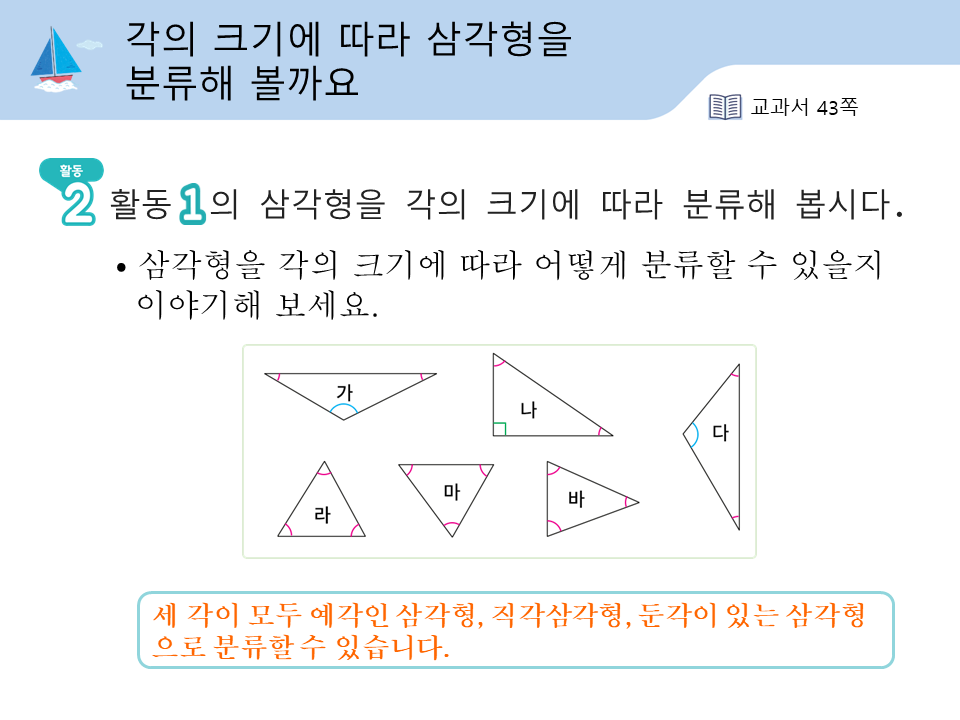 각의 크기에 따라 삼각형을
분류해 볼까요
교과서 43쪽
활동
2 활동 1의 삼각형을 각의 크기에 따라 분류해 봅시다.
• 삼각형을 각의 크기에 따라 어떻게 분류할 수 있을지
이야기해 보세요.
가
나
다
라
마
바
세 각이 모두 예각인 삼각형, 직각삼각형, 둔각이 있는 삼각형
으로 분류할 수 있습니다.